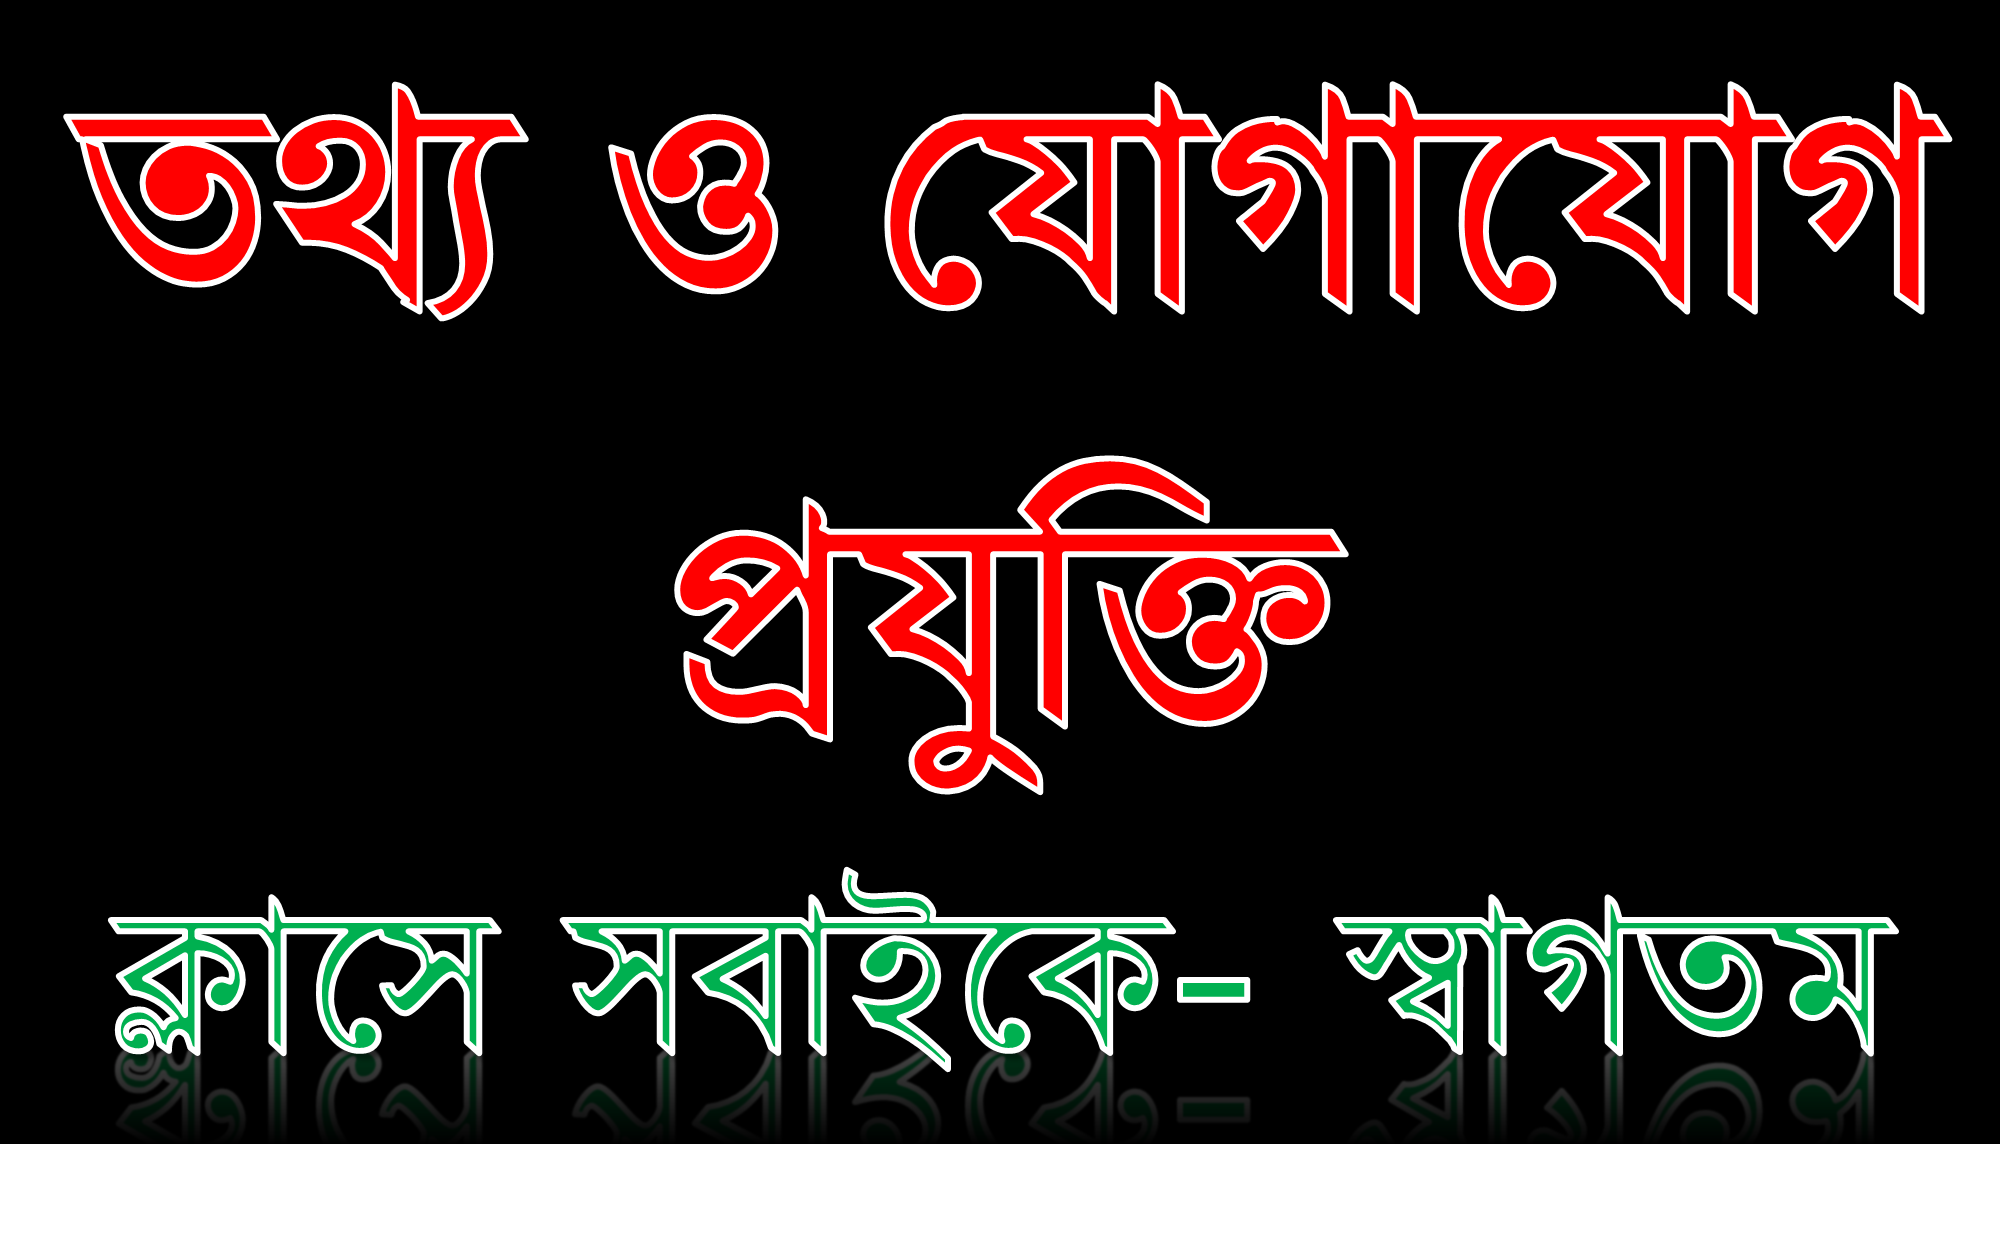 তথ্য ও যোগাযোগ
প্রযুক্তি
ক্লাসে সবাইকে- স্বাগতম